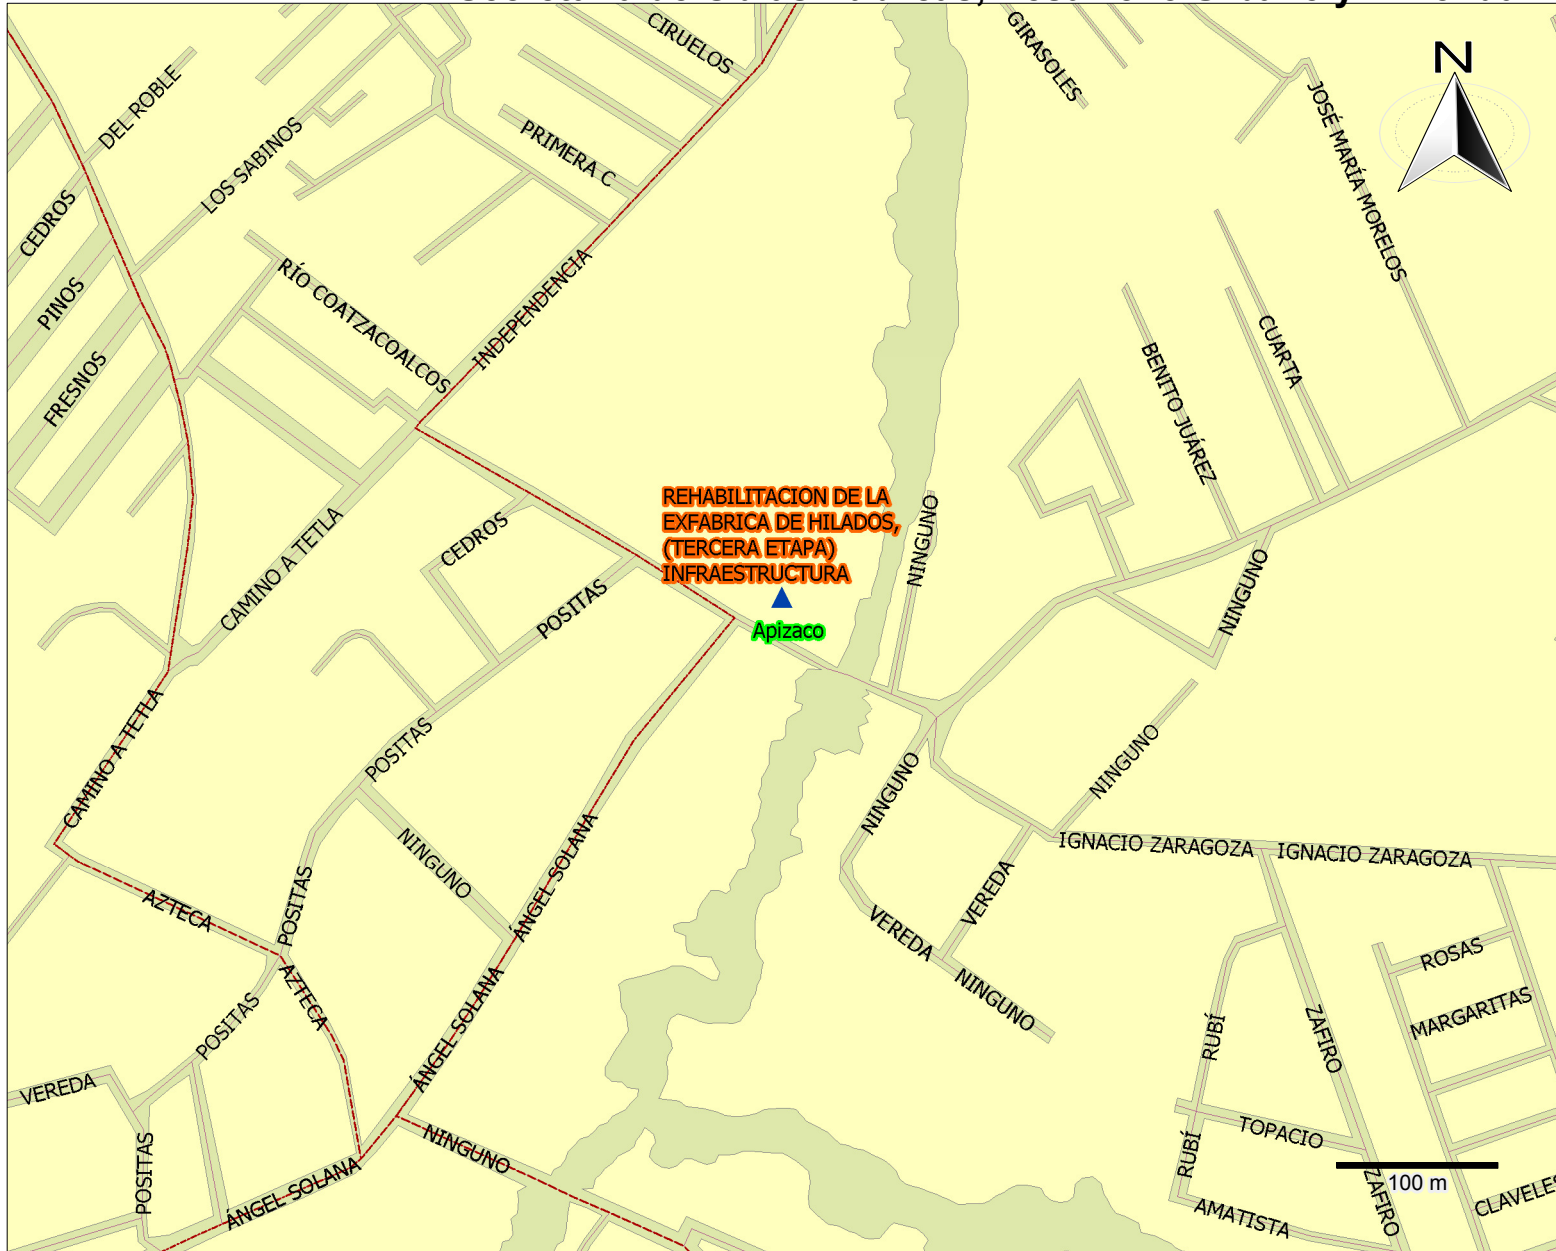 CIRUELOS
GIRASOLES
N
DEL ROBLE
JOSÉ MARÍA MORELOS
LOS SABINOS
PRIMERA C
CEDROS
RÍO COATZACOALCOS
INDEPENDENCIA
PINOS
CUARTA
BENITO JUÁREZ
FRESNOS
REHABILITACION DE LA
EXFABRICA DE HILADOS,
(TERCERA ETAPA)
INFRAESTRUCTURA
NINGUNO
CEDROS
CAMINO A TETLA
NINGUNO
POSITAS
Apizaco
CAMINO A TETLA
POSITAS
NINGUNO
NINGUNO
NINGUNO
IGNACIO ZARAGOZA
IGNACIO ZARAGOZA
ÁNGEL SOLANA
VEREDA
POSITAS
AZTECA
VEREDA
ROSAS
AZTECA
NINGUNO
POSITAS
ÁNGEL SOLANA
MARGARITAS
RUBÍ
ZAFIRO
VEREDA
TOPACIO
NINGUNO
RUBÍ
POSITAS
100 m
ÁNGEL SOLANA
ZAFIRO
CLAVELES
AMATISTA